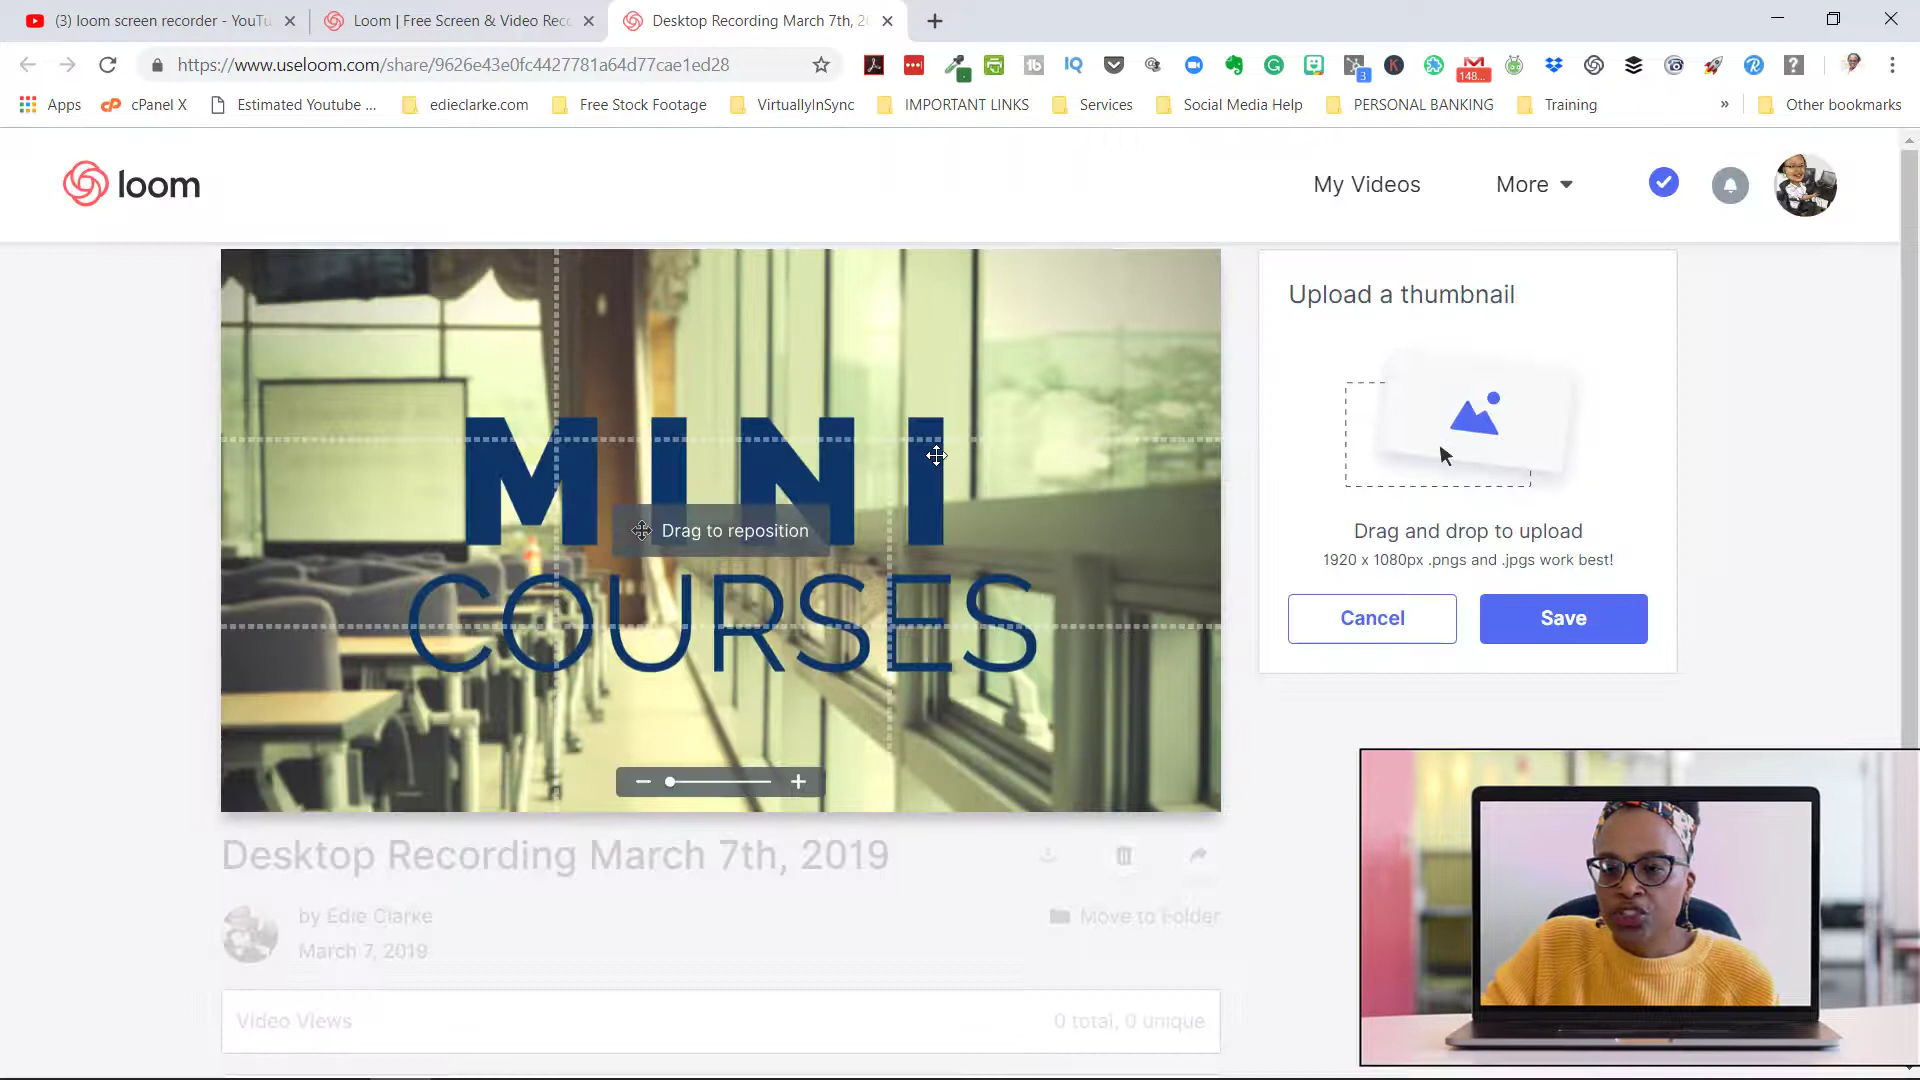 (3) loom screen recorder - YouTu
Loom | Free Screen & Video Reco
Desktop Recording March 7th, 2
https://www.useloom.com/share/9626e43e0fc4427781a64d77cae1ed28
148...
3
Apps
cPanel X
Estimated Youtube ...
edieclarke.com
Free Stock Footage
VirtuallyInSync
IMPORTANT LINKS
Services
Social Media Help
PERSONAL BANKING
Training
»
Other bookmarks
loom
My Videos
More
MINI
COURSES
Drag to reposition
Upload a thumbnail
Drag and drop to upload
1920 x 1080px .pngs and .jpgs work best!
Cancel
Save
Desktop Recording March 7th, 2019
by Edie Clarke
March 7, 2019
Move to Folder
Video Views
0 total, 0 unique